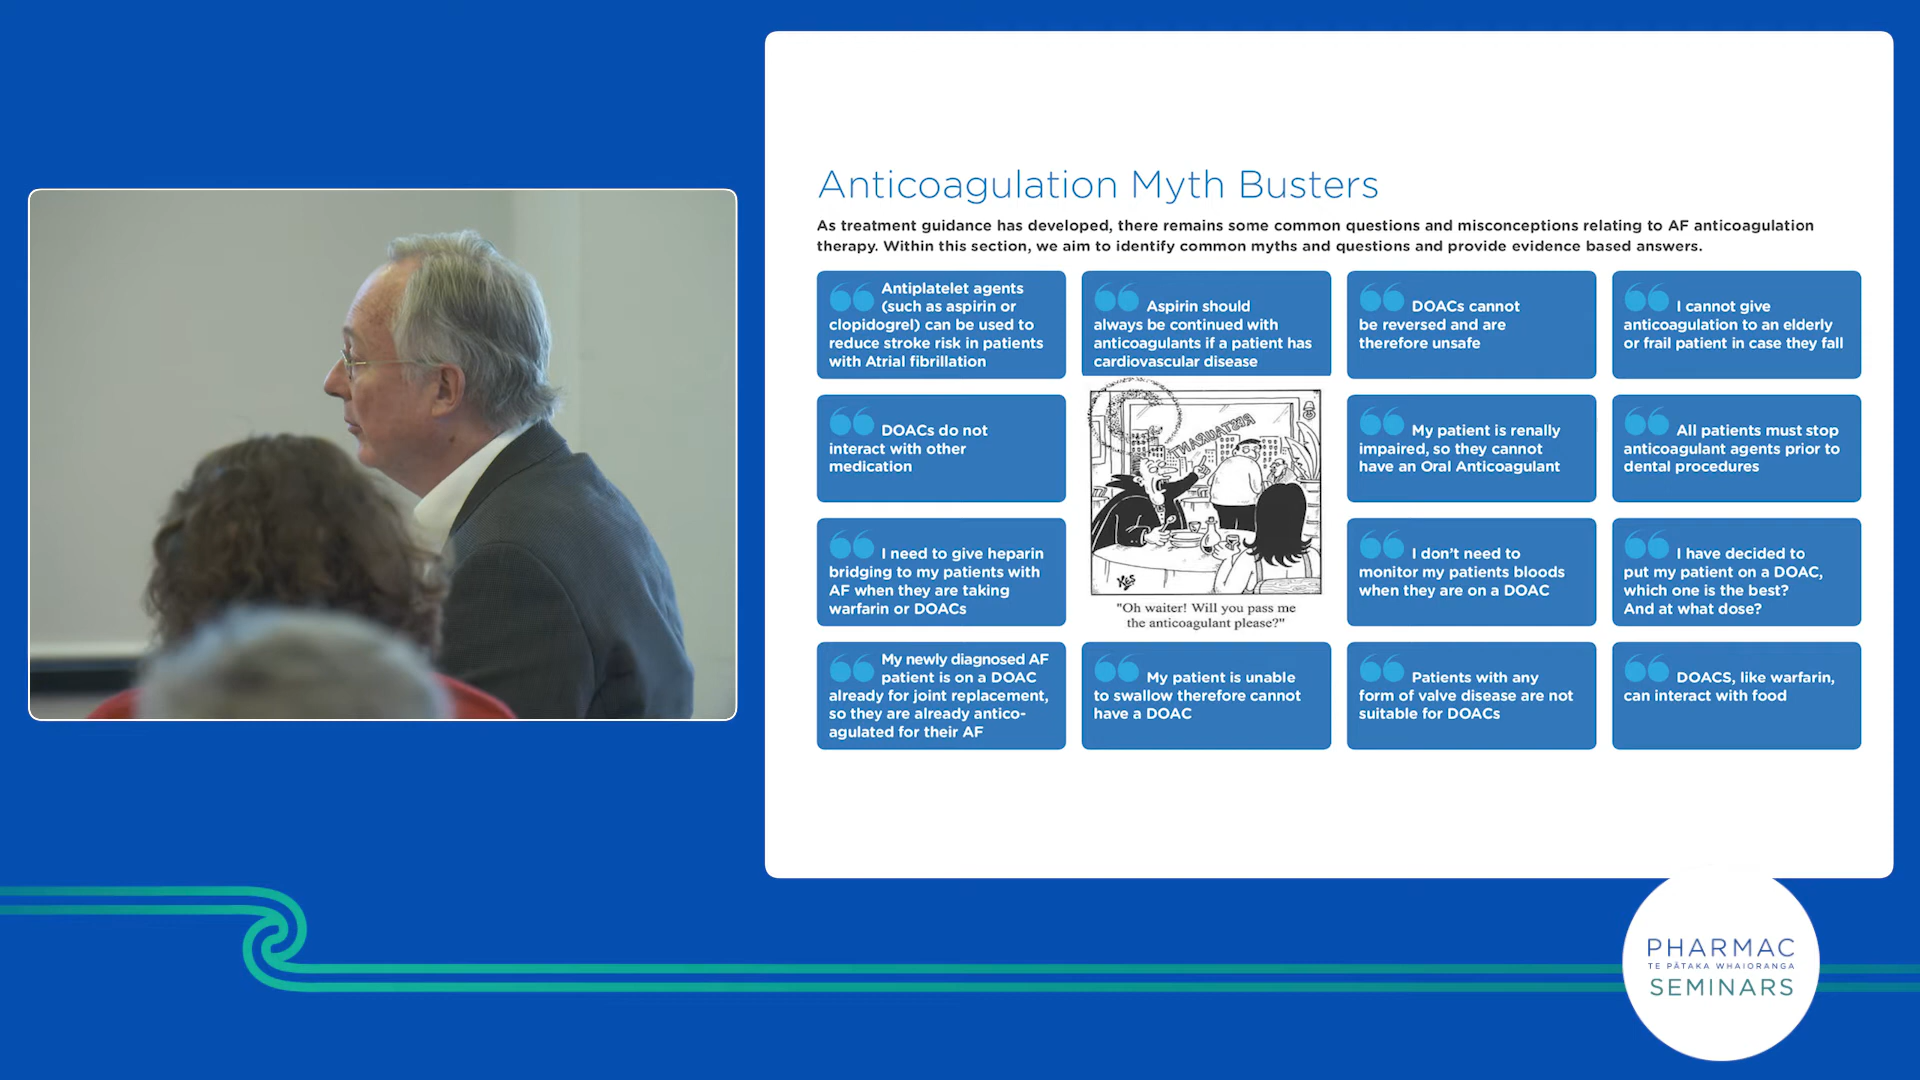 Anticoagulation Myth Busters
As treatment guidance has developed, there remains some common questions and misconceptions relating to AF anticoagulation
therapy. Within this section, we aim to identify common myths and questions and provide evidence based answers.
Antiplatelet agents
(such as aspirin or
clopidogrel) can be used to
reduce stroke risk in patients
with Atrial fibrillation
Aspirin should
always be continued with
anticoagulants if a patient has
cardiovascular disease
DOACs cannot
be reversed and are
therefore unsafe
I cannot give
anticoagulation to an elderly
or frail patient in case they fall
DOACs do not
interact with other
medication
RESTAURANT
KES
"Oh waiter! Will you pass me
the anticoagulant please?"
My patient is renally
impaired, so they cannot
have an Oral Anticoagulant
All patients must stop
anticoagulant agents prior to
dental procedures
I need to give heparin
bridging to my patients with
AF when they are taking
warfarin or DOACs
I don't need to
monitor my patients bloods
when they are on a DOAC
I have decided to
put my patient on a DOAC,
which one is the best?
And at what dose?
My newly diagnosed AF
patient is on a DOAC
already for joint replacement,
so they are already antico-
agulated for their AF
My patient is unable
to swallow therefore cannot
have a DOAC
Patients with any
form of valve disease are not
suitable for DOACs
DOACS, like warfarin,
can interact with food
PHARMAC
TE PĀTAKA WHAIORANGA
SEMINARS